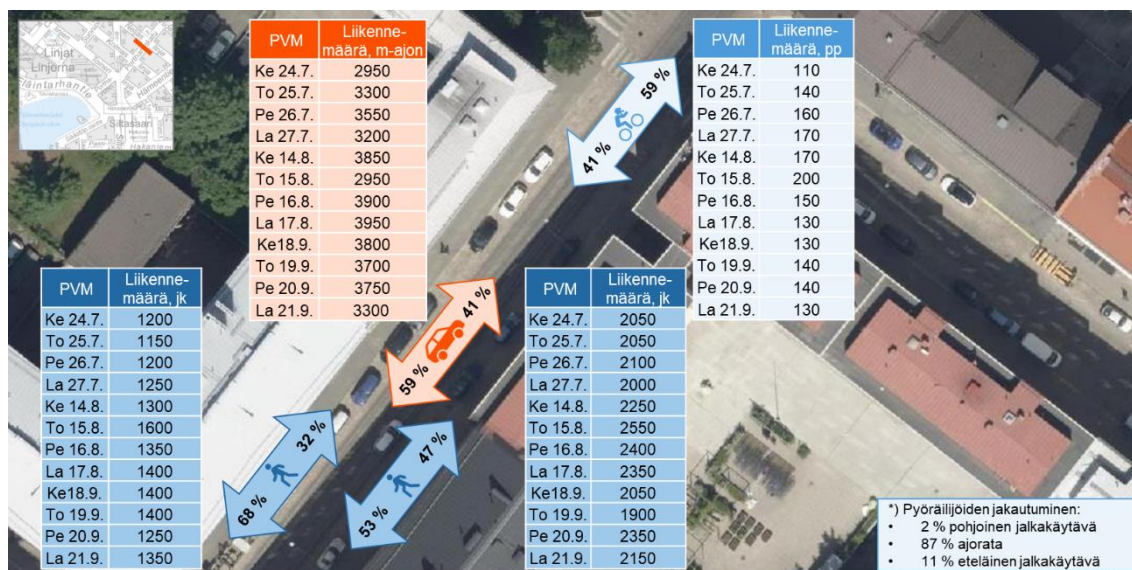 Linjat
Linjerna
Siltasaari
Hakanie
PVM Liikenne-
määrä, m-ajon
Ke 24.7. 2950
To 25.7. 3300
Pe 26.7. 3550
La 27.7. 3200
Ke 14.8. 3850
To 15.8. 2950
Pe 16.8. 3900
La 17.8. 3950
Ke18.9. 3800
To 19.9. 3700
Pe 20.9. 3750
La 21.9. 3300
59 %
41 %
PVM Liikenne-
määrä, pp
Ke 24.7. 110
To 25.7. 140
Pe 26.7. 160
La 27.7. 170
Ke 14.8. 170
To 15.8. 200
Pe 16.8. 150
La 17.8. 130
Ke18.9. 130
To 19.9. 140
Pe 20.9. 140
La 21.9. 130
PVM Liikenne-
määrä, jk
Ke 24.7. 1200
To 25.7. 1150
Pe 26.7. 1200
La 27.7. 1250
Ke 14.8. 1300
To 15.8. 1600
Pe 16.8. 1350
La 17.8. 1400
Ke18.9. 1400
To 19.9. 1400
Pe 20.9. 1250
La 21.9. 1350
41 %
59 %
32 %
68 %
47 %
53 %
PVM Liikenne-
määrä, jk
Ke 24.7. 2050
To 25.7. 2050
Pe 26.7. 2100
La 27.7. 2000
Ke 14.8. 2250
To 15.8. 2550
Pe 16.8. 2400
La 17.8. 2350
Ke18.9. 2050
To 19.9. 1900
Pe 20.9. 2350
La 21.9. 2150
*) Pyöräilijöiden jakautuminen:
• 2 % pohjoinen jalkakäytävä
• 87 % ajorata
• 11 % eteläinen jalkakäytävä